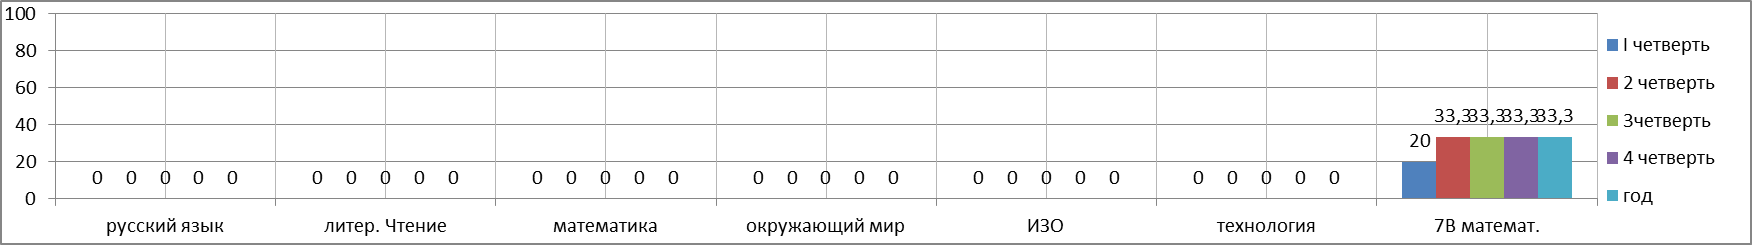 100
80
60
40
20
0
0 0 0 0 0 0 0 0 0 0 0 0 0 0 0 0 0 0 0 0 0 0 0 0 0 0 0 0 0 0 20 33,3 33,3 33,3 33,3
русский язык литер. Чтение математика окружающий мир ИЗО технология 7В математ.
I четверть
2 четверть
3четверть
4 четверть
год